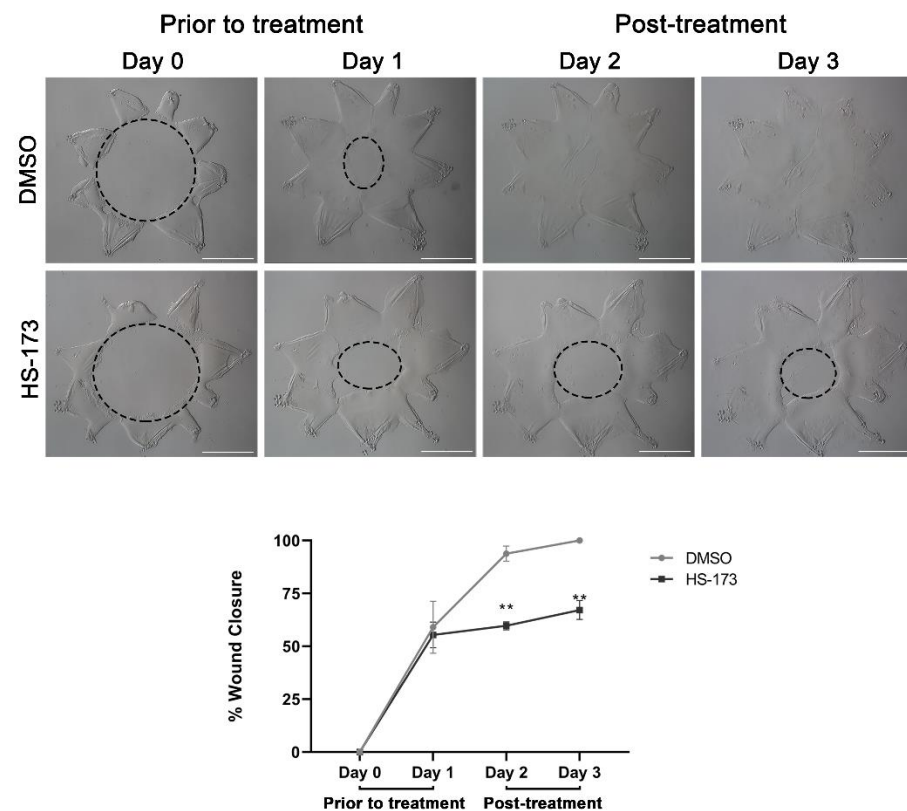 Prior to treatment Post-treatment
Day 0 Day 1 Day 2 Day 3
DMSO
HS-173
100
75
50
25
0
% Wound Closure
** **
DMSO
HS-173
Day 0 Day 1 Day 2 Day 3
Prior to treatment Post-treatment